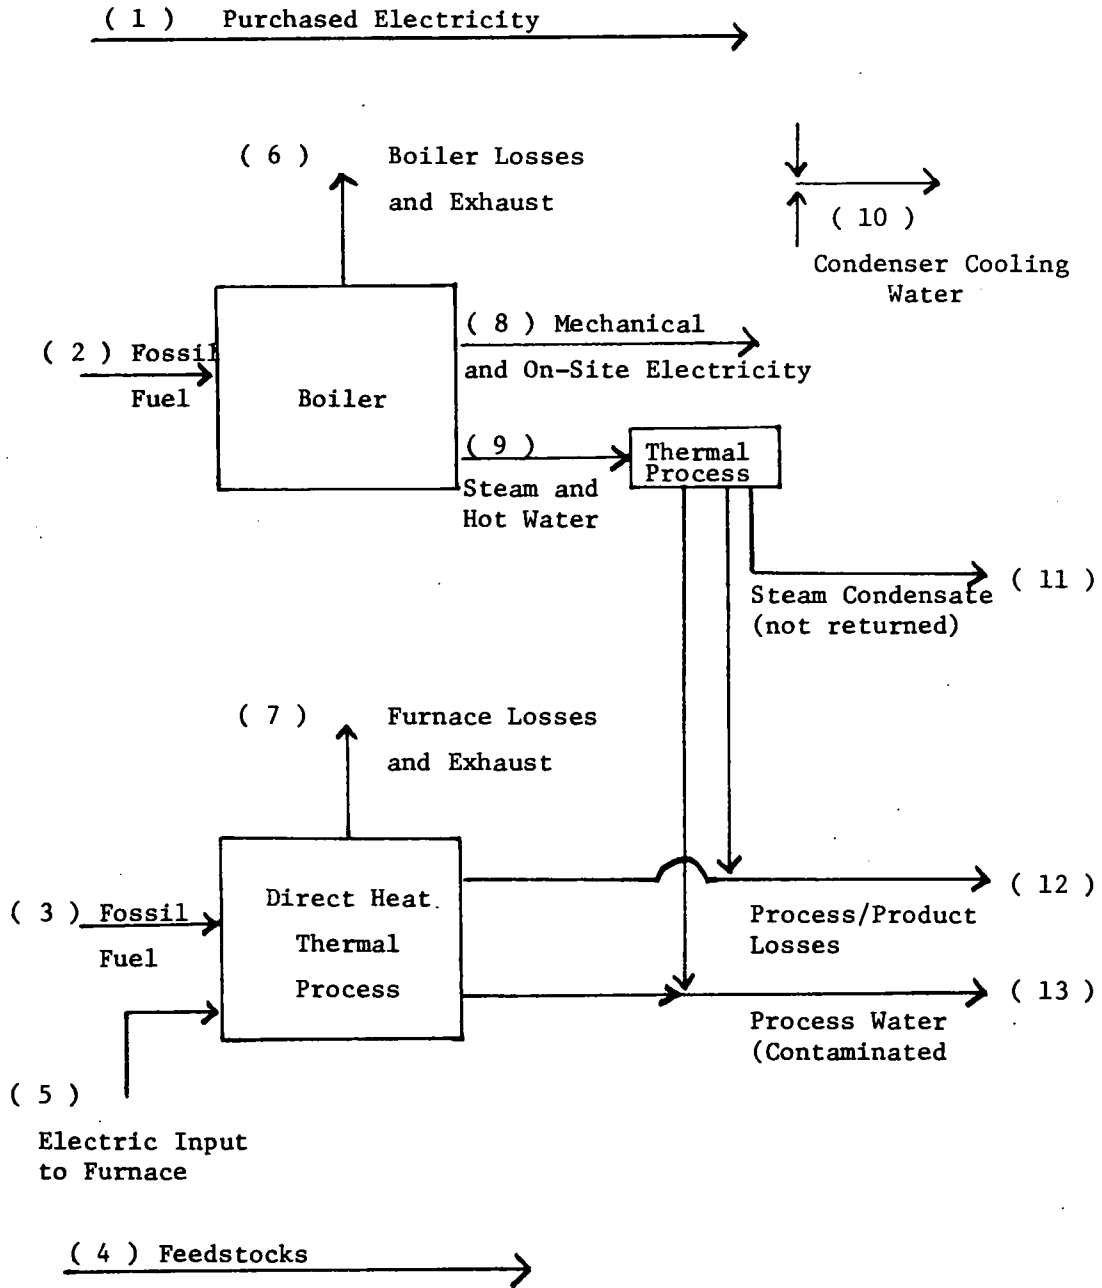 ( 1 ) Purchased Electricity
( 6 ) Boiler Losses
and Exhaust
( 10 )
Condenser Cooling
Water
( 2 ) Fossil
Fuel
Boiler
( 8 ) Mechanical
and On-Site Electricity
( 9 )
Steam and
Hot Water
Thermal
Process
( 11 )
Steam Condensate
(not returned)
( 7 ) Furnace Losses
and Exhaust
( 3 ) Fossil
Fuel
Direct Heat
Thermal
Process
( 12 )
Process/Product
Losses
( 13 )
Process Water
(Contaminated
( 5 )
Electric Input
to Furnace
( 4 ) Feedstocks